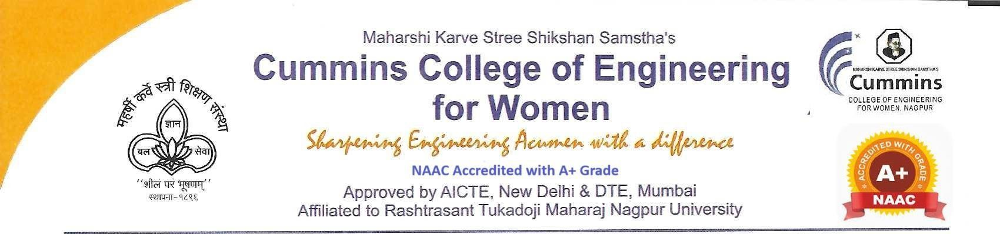 Maharshi Karve Stree Shikshan Samstha's
Cummins College of Engineering
for Women
Sharpening Engineering Acumen with a difference
NAAC Accredited with A+ Grade
Approved by AICTE, New Delhi & DTE, Mumbai
Affiliated to Rashtrasant Tukadoji Maharaj Nagpur University
महर्षी कर्वे स्त्री शिक्षण संस्था
ज्ञान
बल
सेवा
"शीलं परं भूषणम्"
स्थापना-१८९६
MAHARSHI KARVE STREE SHIKSHAN SAMSTHA'S
Cummins
COLLEGE OF ENGINEERING
FOR WOMEN, NAGPUR
ACCREDITED WITH GRADE
A+
NAAC